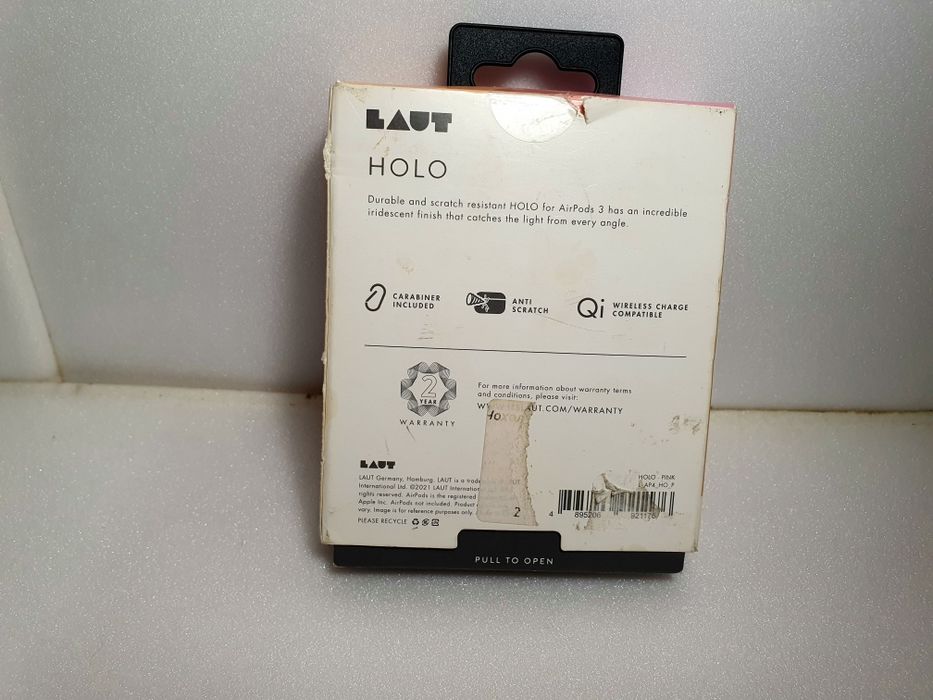 LAUT
HOLO
Durable and scratch resistant HOLO for AirPods 3 has an incredible
iridescent finish that catches the light from every angle.
CARABINER
INCLUDED
ANTI
SCRATCH
Qi
WIRELESS CHARGE
COMPATIBLE
2
YEAR
WARRANTY
For more information about warranty terms
and conditions, please visit:
LAUT.COM/WARRANTY
LAUT
LAUT Germany, Hamburg. LAUT is a
International Ltd. ©2021 LAUT
rights reserved. AirPods is the registered
Apple Inc. AirPods not included. Product
vary. Image is for reference purposes only.
PLEASE RECYCLE
2
HOLO PINK
4 895206
PULL TO OPEN